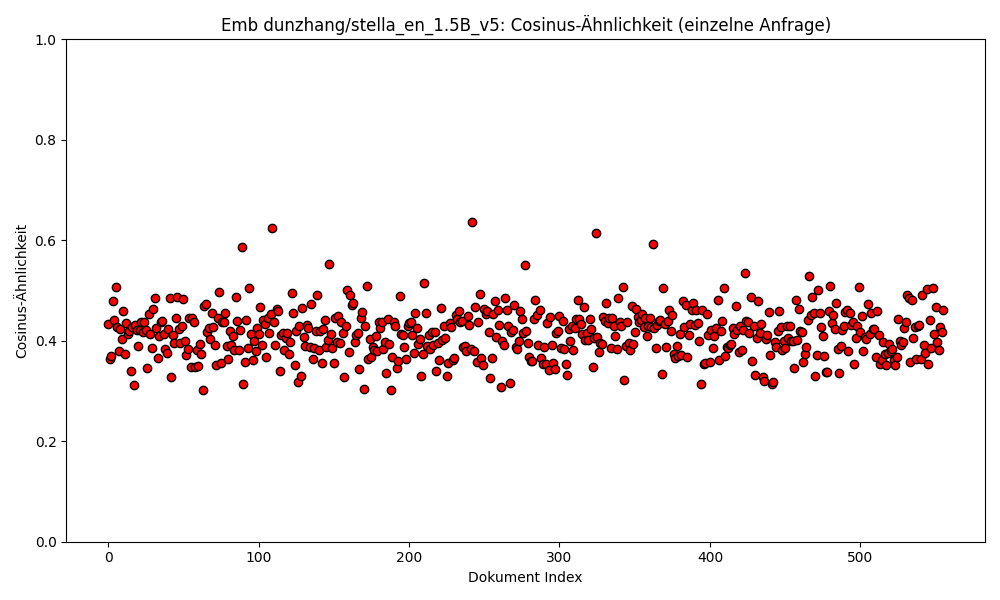 Emb dunzhang/stella_en_1.5B_v5: Cosinus-Ähnlichkeit (einzelne Anfrage)
1.0
0.8
0.6
0.4
0.2
0.0
Cosinus-Ähnlichkeit
0 100 200 300 400 500
Dokument Index